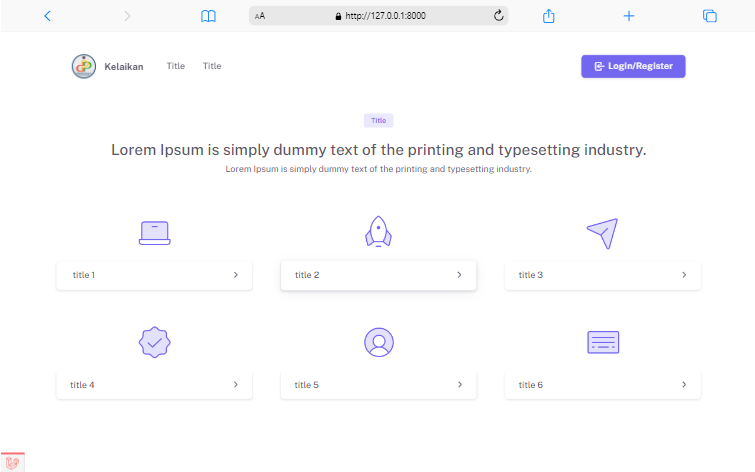 AA http://127.0.0.1:8000
Kelaikan Title Title Login/Register
Title
Lorem Ipsum is simply dummy text of the printing and typesetting industry.
Lorem Ipsum is simply dummy text of the printing and typesetting industry.
title 1 title 2 title 3
title 4 title 5 title 6